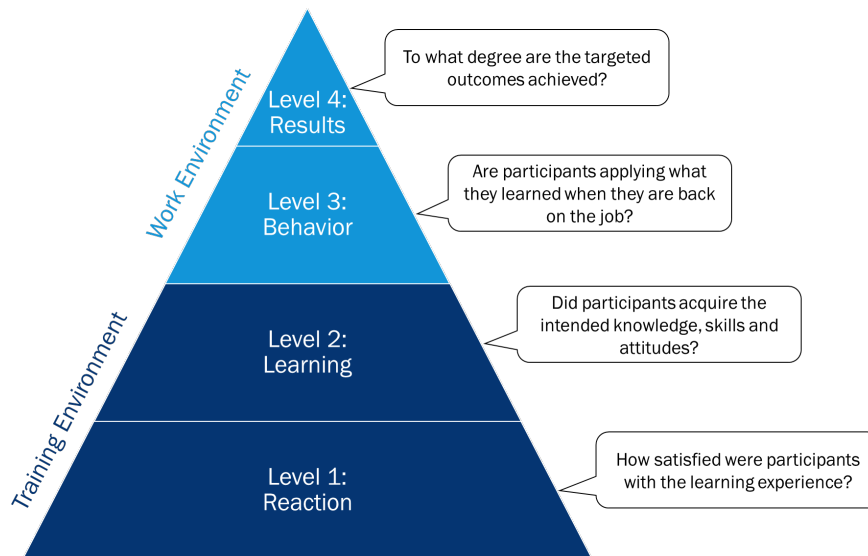 To what degree are the targeted
outcomes achieved?
Level 4:
Results
Work Environment
Are participants applying what
they learned when they are back
on the job?
Level 3:
Behavior
Did participants acquire the
intended knowledge, skills and
attitudes?
Level 2:
Learning
Training Environment
How satisfied were participants
with the learning experience?
Level 1:
Reaction